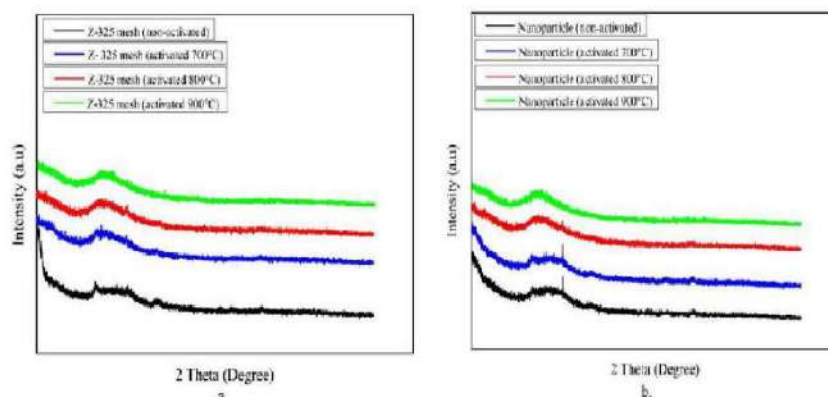 Z-325 mesh (non-activated)
Z- 325 mesh (activated 700°C)
Z-325 mesh (activated 800°C)
Z-325 mesh (activated 900°C)
Intensity (a.u)
2 Theta (Degree)
a.
Nanoparticle (non-activated)
Nanoparticle (activated 700°C)
Nanoparticle (activated 800°C)
Nanoparticle (activated 900°C)
Intensity (a.u)
2 Theta (Degree)
b.